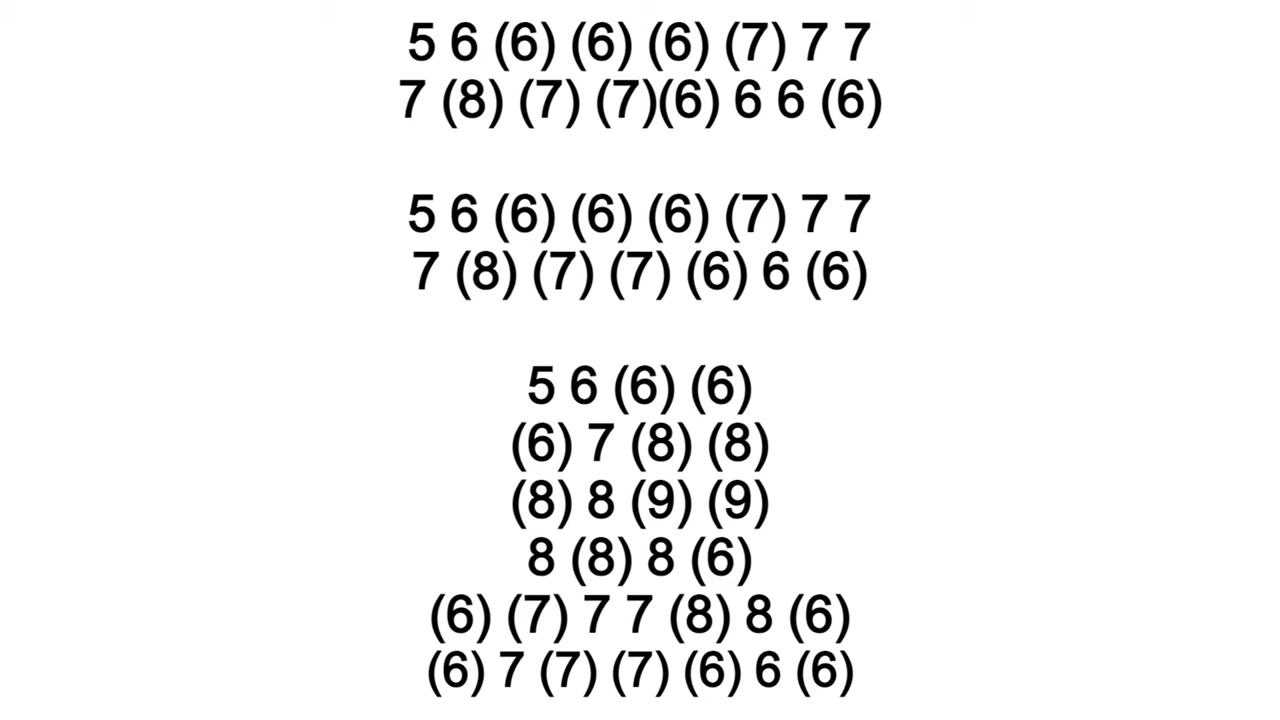 5 6 (6) (6) (6) (7) 7 7
7 (8) (7) (7)(6) 6 6 (6)
5 6 (6) (6) (6) (7) 7 7
7 (8) (7) (7) (6) 6 (6)
5 6 (6) (6)
(6) 7 (8) (8)
(8) 8 (9) (9)
8 (8) 8 (6)
(6) (7) 7 7 (8) 8 (6)
(6) 7 (7) (7) (6) 6 (6)